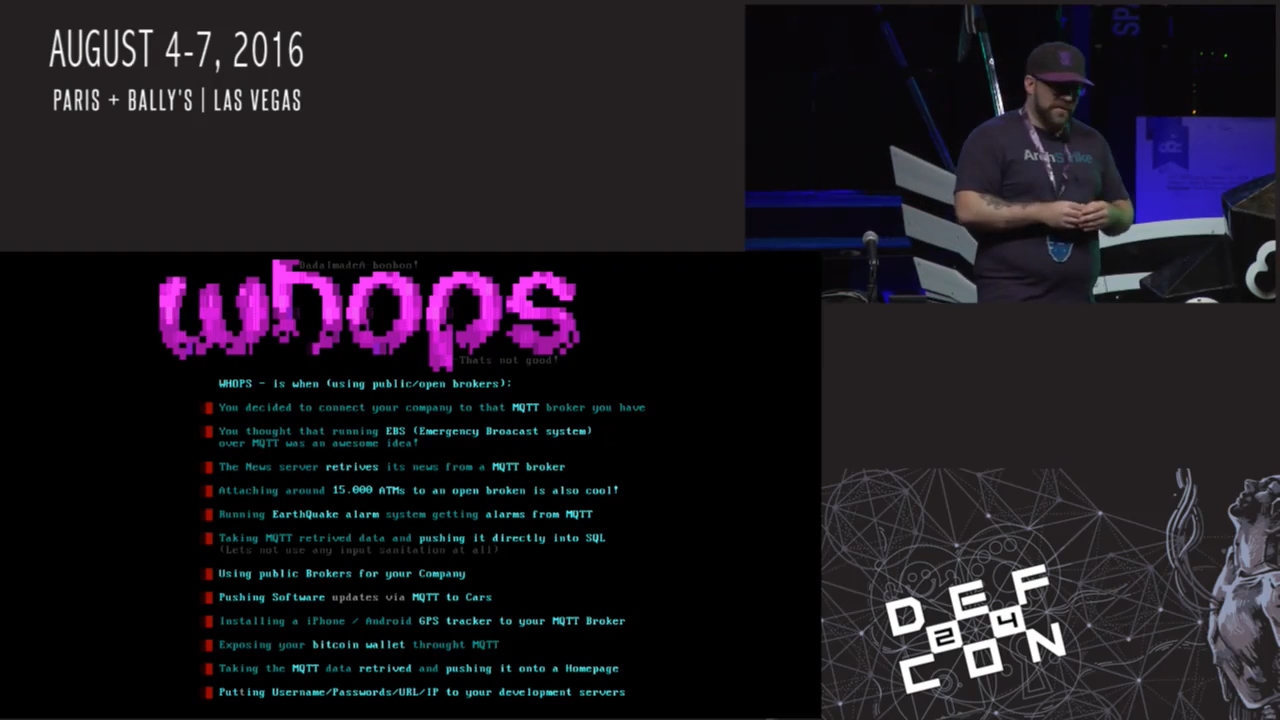 AUGUST 4-7, 2016
PARIS + BALLY'S | LAS VEGAS
ArchStrike
whops
Thats not good!
WHOPS - is when (using public/open brokers):
You decided to connect your company to that MQTT broker you have
You thought that running EBS (Emergency Broacast system)
over MQTT was an awesome idea!
The News server retrives its news from a MQTT broker
Attaching around 15.000 ATMs to an open broken is also cool!
Running EarthQuake alarm system getting alarms from MQTT
Taking MQTT retrived data and pushing it directly into SQL
(Lets not use any input sanitation at all)
Using public Brokers for your Company
Pushing Software updates via MQTT to Cars
Installing a iPhone / Android GPS tracker to your MQTT Broker
Exposing your bitcoin wallet throught MQTT
Taking the MQTT data retrived and pushing it onto a Homepage
Putting Username/Passwords/URL/IP to your development servers
DEF
24
CON